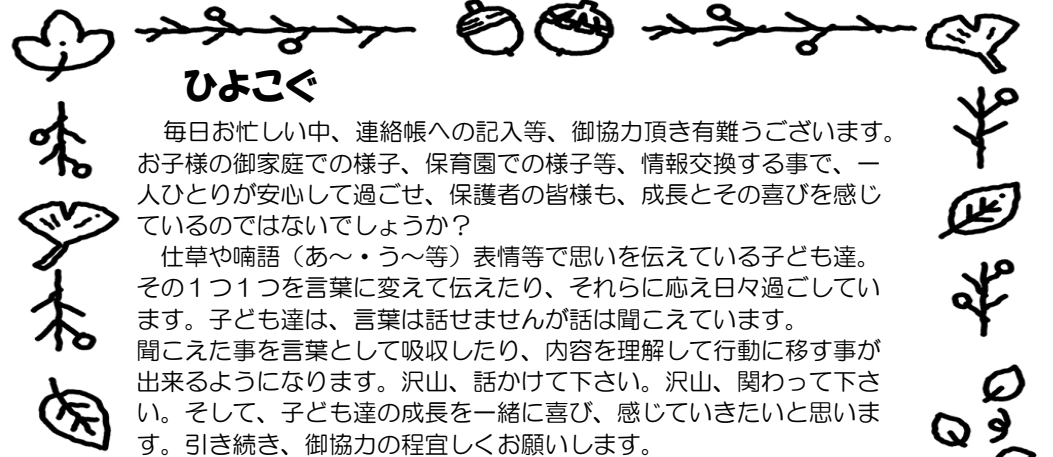 ひよこぐ
毎日お忙しい中、連絡帳への記入等、御協力頂き有難うございます。
お子様の御家庭での様子、保育園での様子等、情報交換する事で、一
人ひとりが安心して過ごせ、保護者の皆様も、成長とその喜びを感じ
ているのではないでしょうか？
仕草や喃語（あ～・う～等）表情等で思いを伝えている子ども達。
その１つ１つを言葉に変えて伝えたり、それらに応え日々過ごしてい
ます。子ども達は、言葉は話せませんが話は聞こえています。
聞こえた事を言葉として吸収したり、内容を理解して行動に移す事が
出来るようになります。沢山、話かけて下さい。沢山、関わって下さ
い。そして、子ども達の成長を一緒に喜び、感じていきたいと思いま
す。引き続き、御協力の程宜しくお願いします。